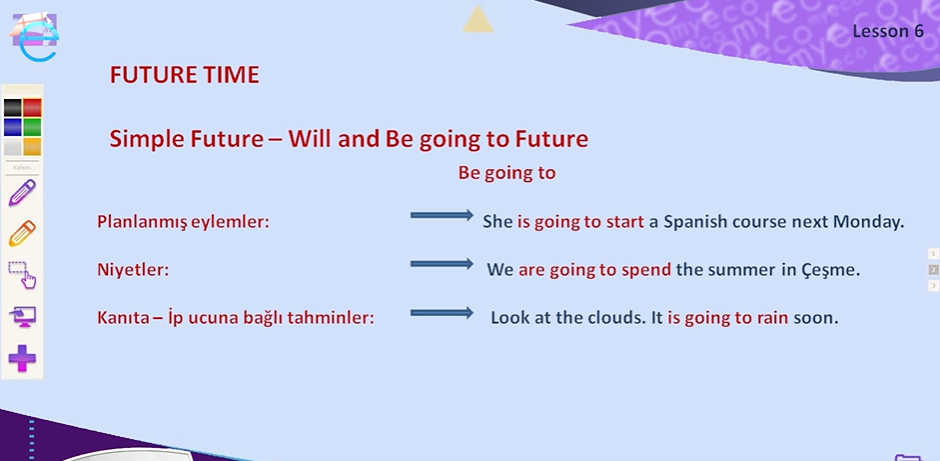 Lesson 6
FUTURE TIME
Simple Future – Will and Be going to Future
Be going to
Planlanmış eylemler: She is going to start a Spanish course next Monday.
Niyetler: We are going to spend the summer in Çeşme.
Kanıta – İp ucuna bağlı tahminler: Look at the clouds. It is going to rain soon.
Kalem
1
2
3